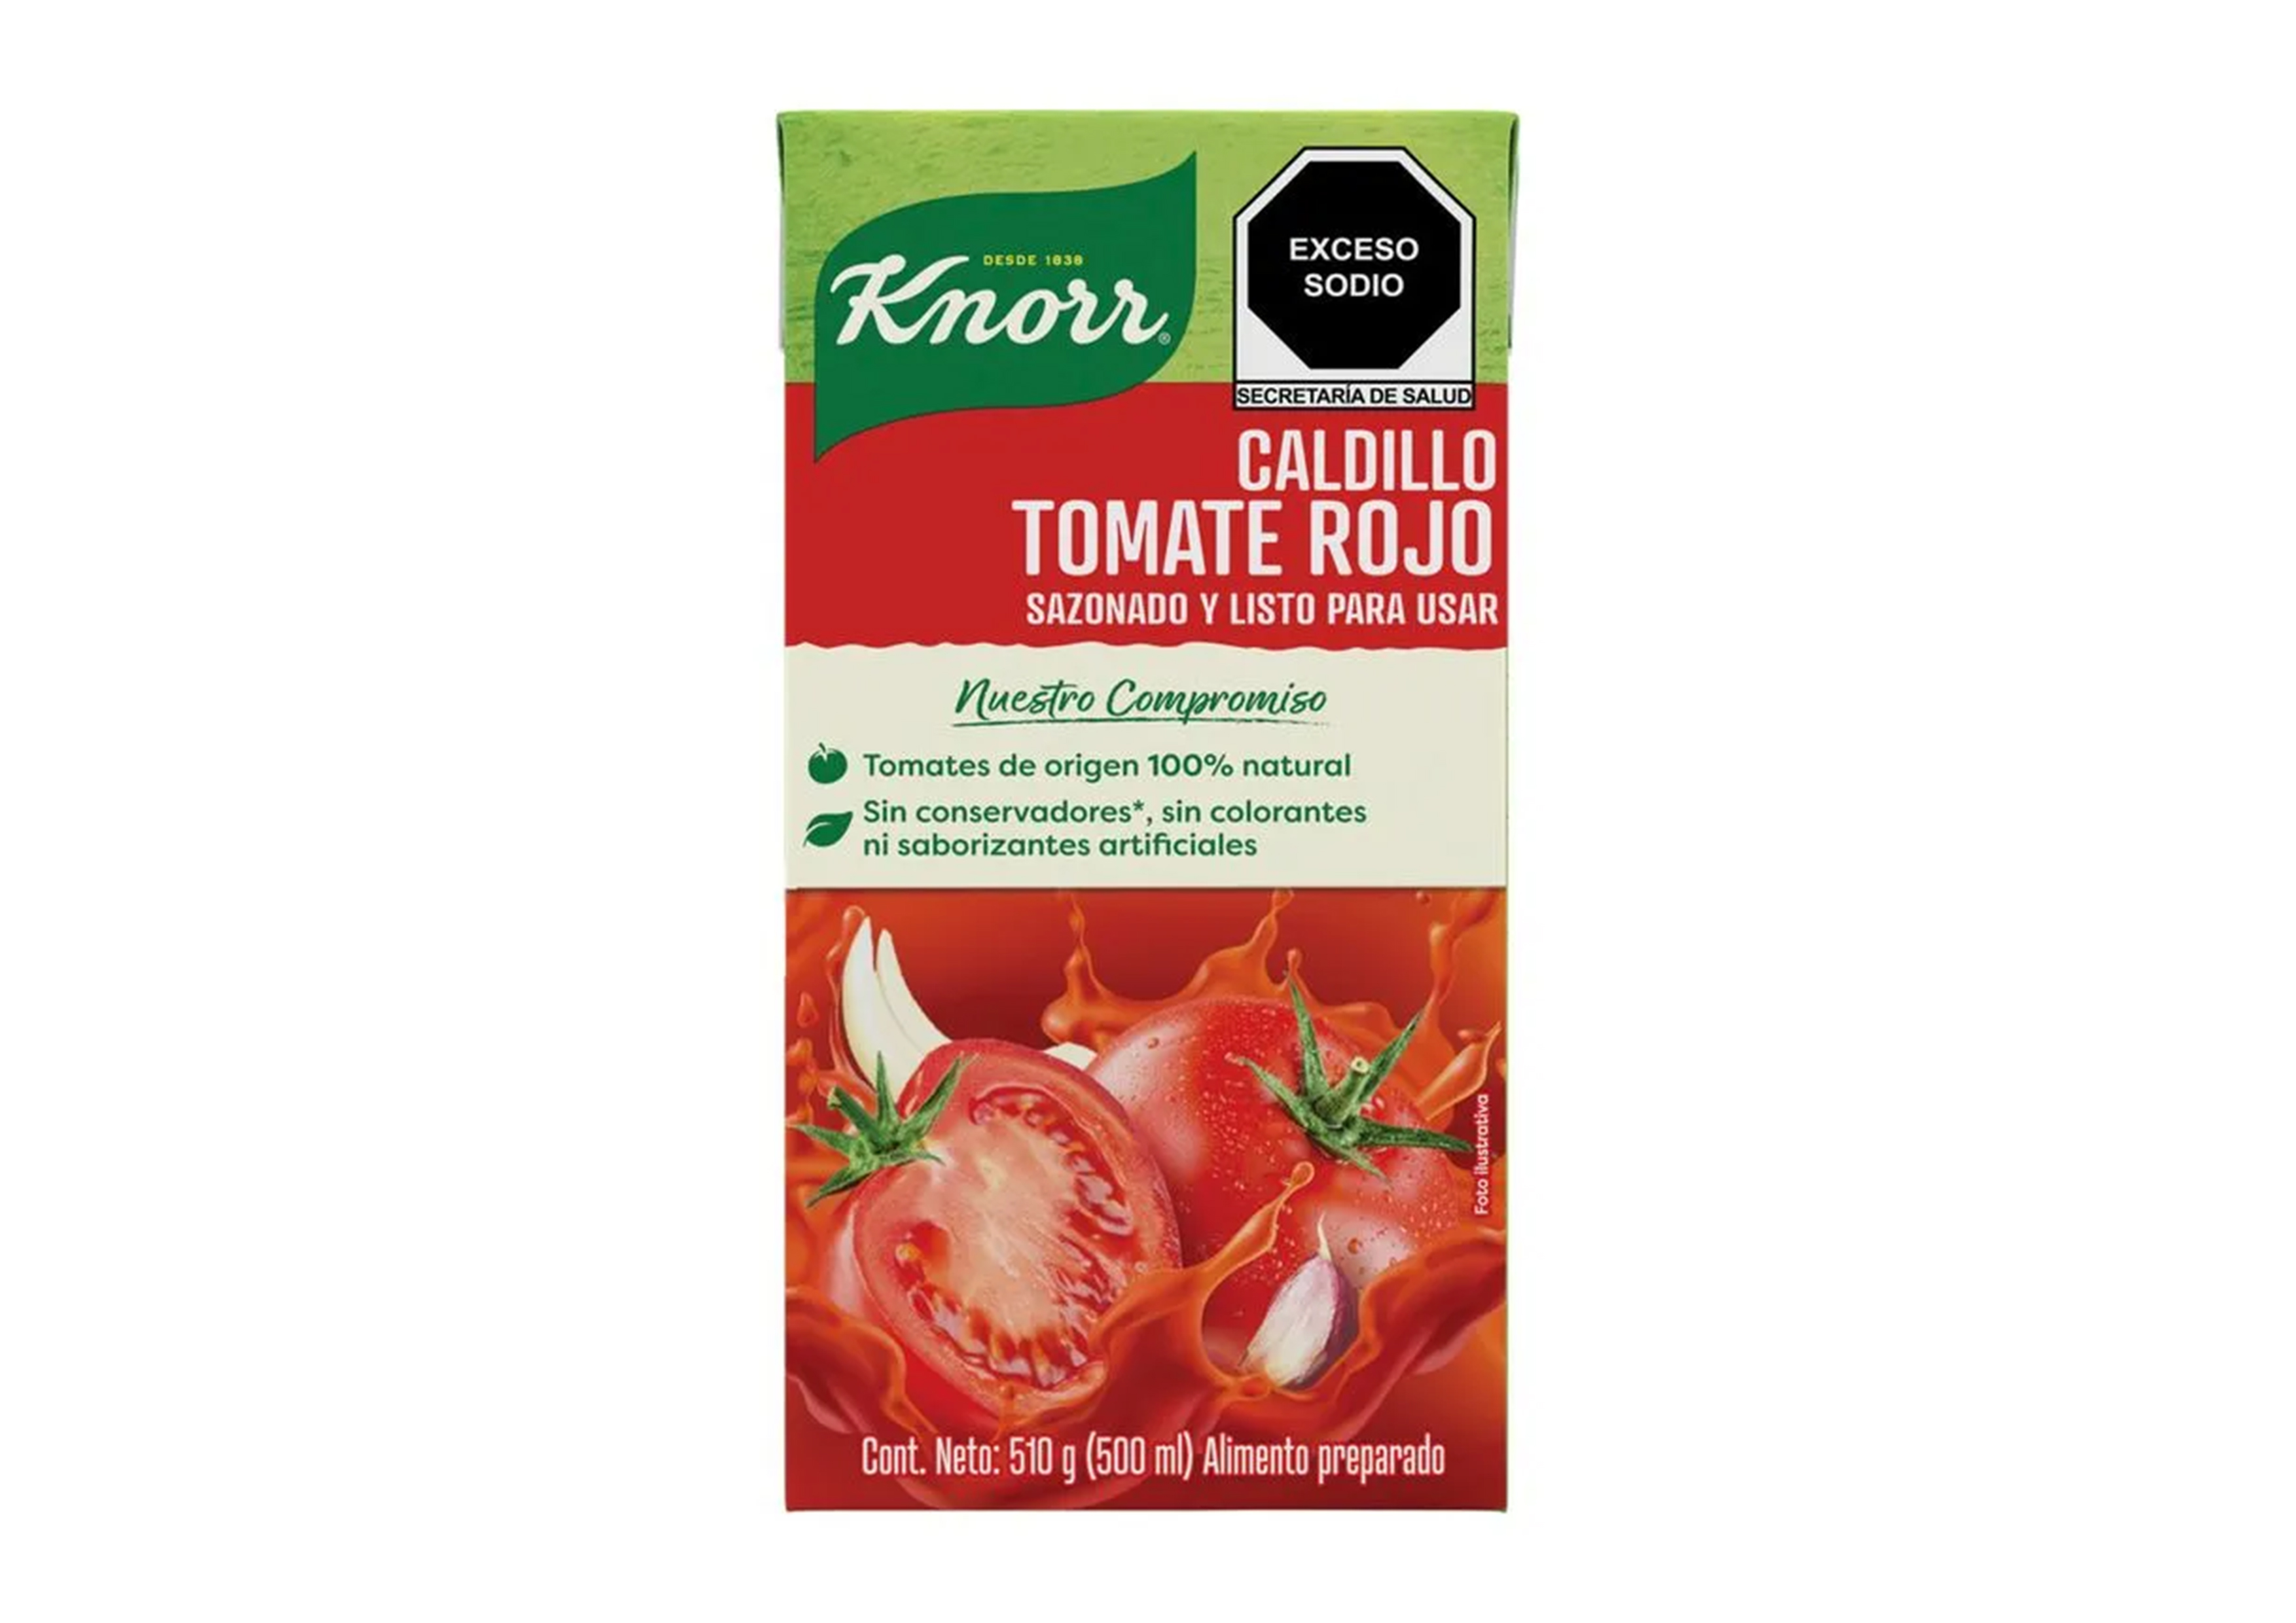 DESDE 1838
Knorr®
EXCESO
SODIO
SECRETARÍA DE SALUD
CALDILLO
TOMATE ROJO
SAZONADO Y LISTO PARA USAR
Nuestro Compromiso
Tomates de origen 100% natural
Sin conservadores*, sin colorantes
ni saborizantes artificiales
Foto ilustrativa
Cont. Neto: 510 g (500 ml) Alimento preparado